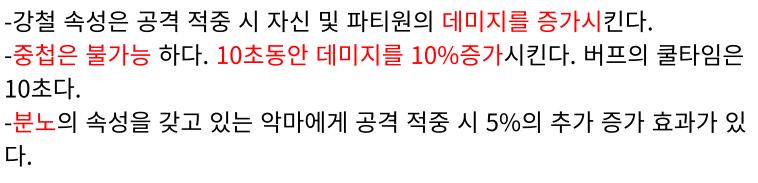 -강철 속성은 공격 적중 시 자신 및 파티원의 데미지를 증가시킨다.
-중첩은 불가능 하다. 10초동안 데미지를 10%증가시킨다. 버프의 쿨타임은
10초다.
-분노의 속성을 갖고 있는 악마에게 공격 적중 시 5%의 추가 증가 효과가 있
다.